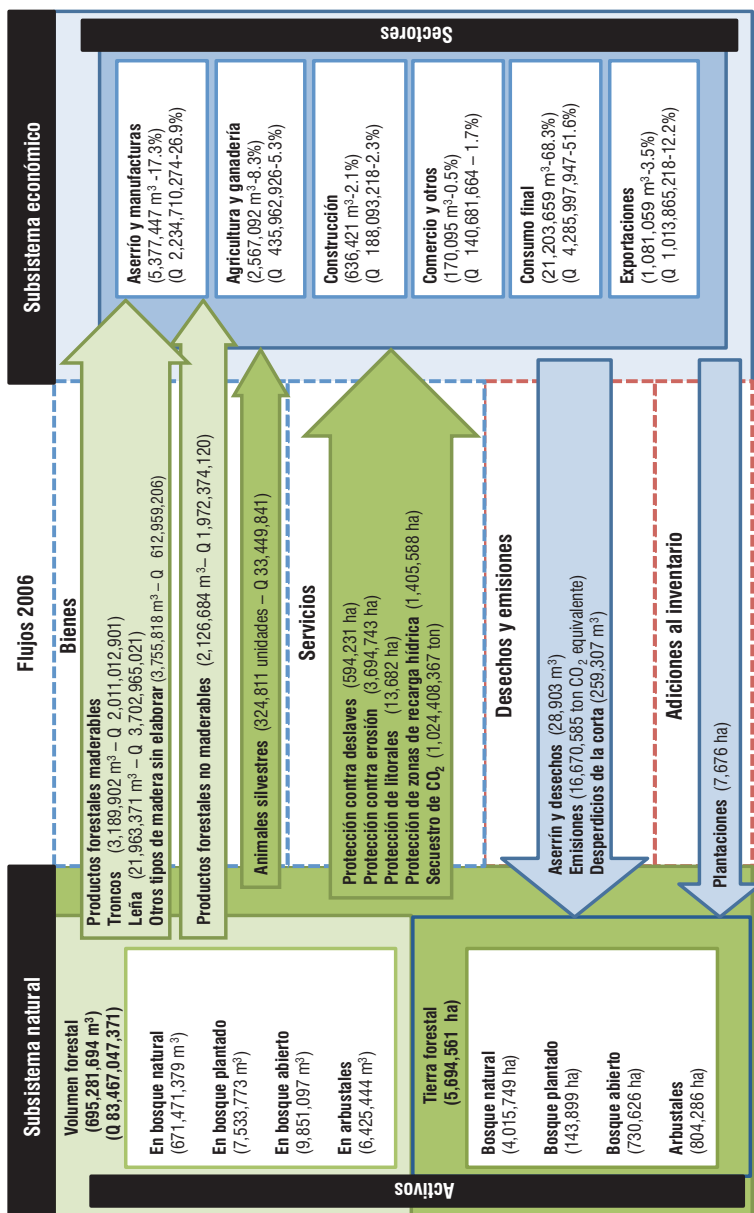 Subsistema natural
Flujos 2006
Subsistema económico
Activos
Volumen forestal
(695,281,694 m³)
(Q 83,467,047,371)
En bosque natural
(671,471,379 m³)
En bosque plantado
(7,533,773 m³)
En bosque abierto
(9,851,097 m³)
En arbustales
(6,425,444 m³)
Tierra forestal
(5,694,561 ha)
Bosque natural
(4,015,749 ha)
Bosque plantado
(143,899 ha)
Bosque abierto
(730,626 ha)
Arbustales
(804,286 ha)
Bienes
Productos forestales maderables
Troncos (3,189,902 m³ – Q 2,011,012,901)
Leña (21,963,371 m³ – Q 3,702,965,021)
Otros tipos de madera sin elaborar (3,755,818 m³ – Q 612,959,206)
Productos forestales no maderables (2,126,684 m³ – Q 1,972,374,120)
Animales silvestres (324,811 unidades – Q 33,449,841)
Servicios
Protección contra deslaves (594,231 ha)
Protección contra erosión (3,694,743 ha)
Protección de litorales (13,682 ha)
Protección de zonas de recarga hídrica (1,405,588 ha)
Secuestro de CO₂ (1,024,408,367 ton)
Desechos y emisiones
Aserrín y desechos (28,903 m³)
Emisiones (16,670,585 ton CO₂ equivalente)
Desperdicios de la corta (259,307 m³)
Adiciones al inventario
Plantaciones (7,676 ha)
Sectores
Aserrío y manufacturas
(5,377,447 m³ -17.3%)
(Q 2,234,710,274-26.9%)
Agricultura y ganadería
(2,567,092 m³-8.3%)
(Q 435,962,926-5.3%)
Construcción
(636,421 m³-2.1%)
(Q 188,093,218-2.3%)
Comercio y otros
(170,095 m³-0.5%)
(Q 140,681,664 – 1.7%)
Consumo final
(21,203,659 m³-68.3%)
(Q 4,285,997,947-51.6%)
Exportaciones
(1,081,059 m³-3.5%)
(Q 1,013,865,218-12.2%)